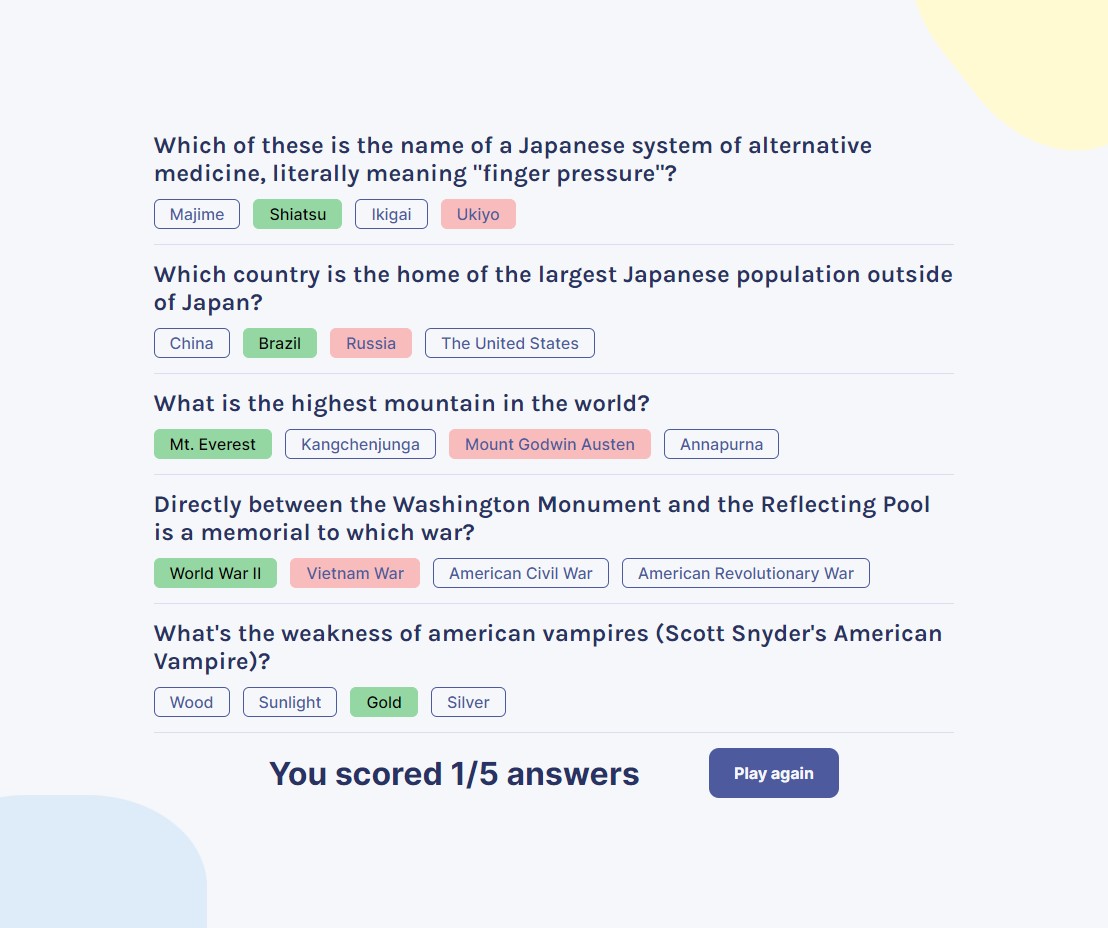 Which of these is the name of a Japanese system of alternative
medicine, literally meaning "finger pressure"?
Majime Shiatsu Ikigai Ukiyo
Which country is the home of the largest Japanese population outside
of Japan?
China Brazil Russia The United States
What is the highest mountain in the world?
Mt. Everest Kangchenjunga Mount Godwin Austen Annapurna
Directly between the Washington Monument and the Reflecting Pool
is a memorial to which war?
World War II Vietnam War American Civil War American Revolutionary War
What's the weakness of american vampires (Scott Snyder's American
Vampire)?
Wood Sunlight Gold Silver
You scored 1/5 answers Play again